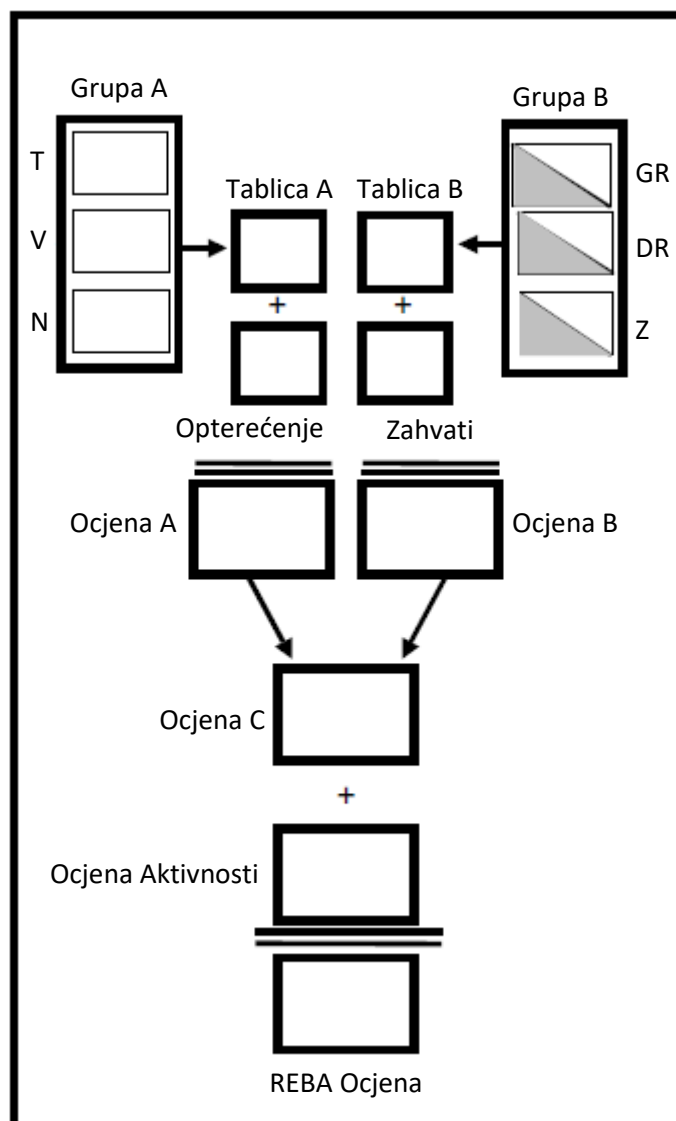 Grupa A
Grupa B
T
GR
Tablica A Tablica B
V
DR
+ +
N
Z
Opterećenje Zahvati
Ocjena A
Ocjena B
Ocjena C
+
Ocjena Aktivnosti
REBA Ocjena